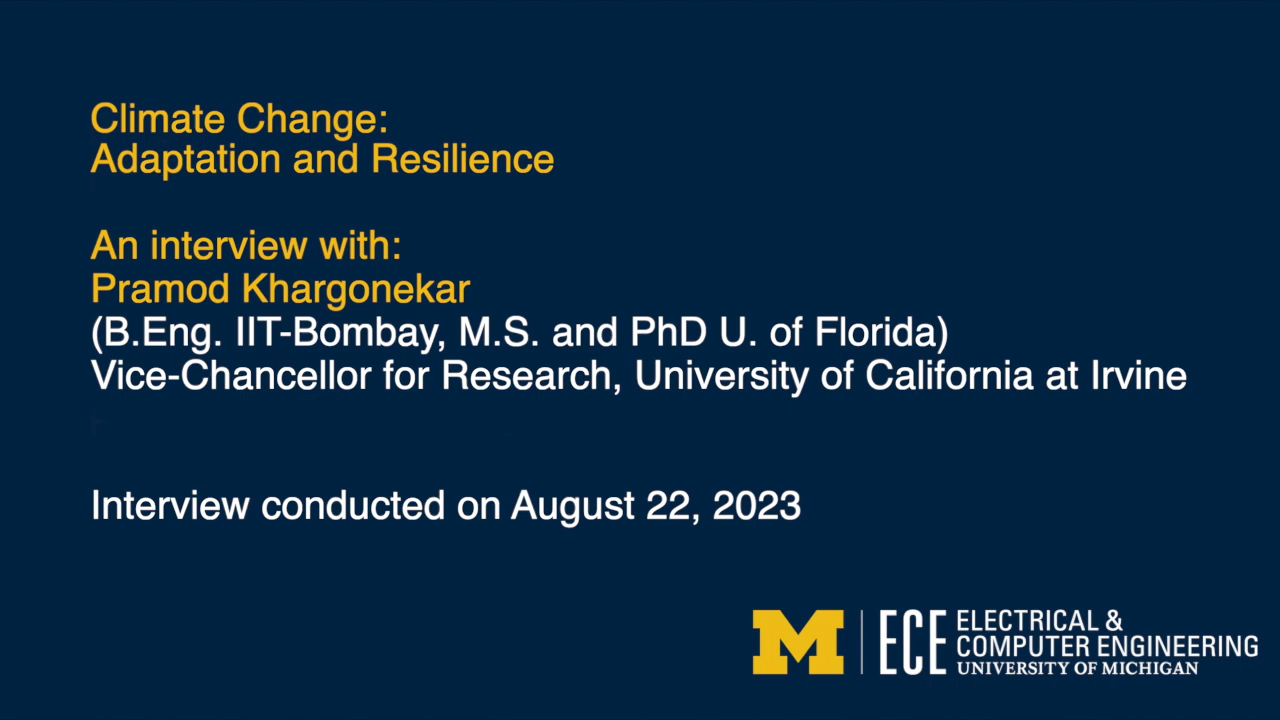 Climate Change:
Adaptation and Resilience
An interview with:
Pramod Khargonekar
(B.Eng. IIT-Bombay, M.S. and PhD U. of Florida)
Vice-Chancellor for Research, University of California at Irvine
Interview conducted on August 22, 2023
M
ECE
ELECTRICAL &
COMPUTER ENGINEERING
UNIVERSITY OF MICHIGAN